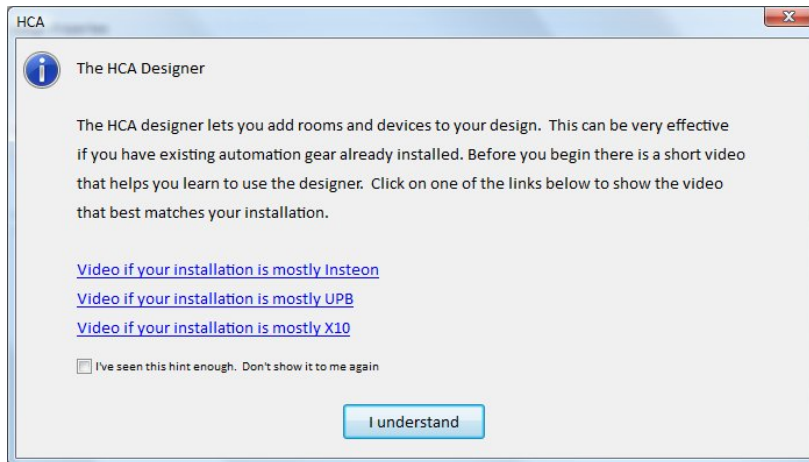 HCA
The HCA Designer
The HCA designer lets you add rooms and devices to your design.  This can be very effective
if you have existing automation gear already installed. Before you begin there is a short video
that helps you learn to use the designer.  Click on one of the links below to show the video
that best matches your installation.
Video if your installation is mostly Insteon
Video if your installation is mostly UPB
Video if your installation is mostly X10
I've seen this hint enough.  Don't show it to me again
I understand